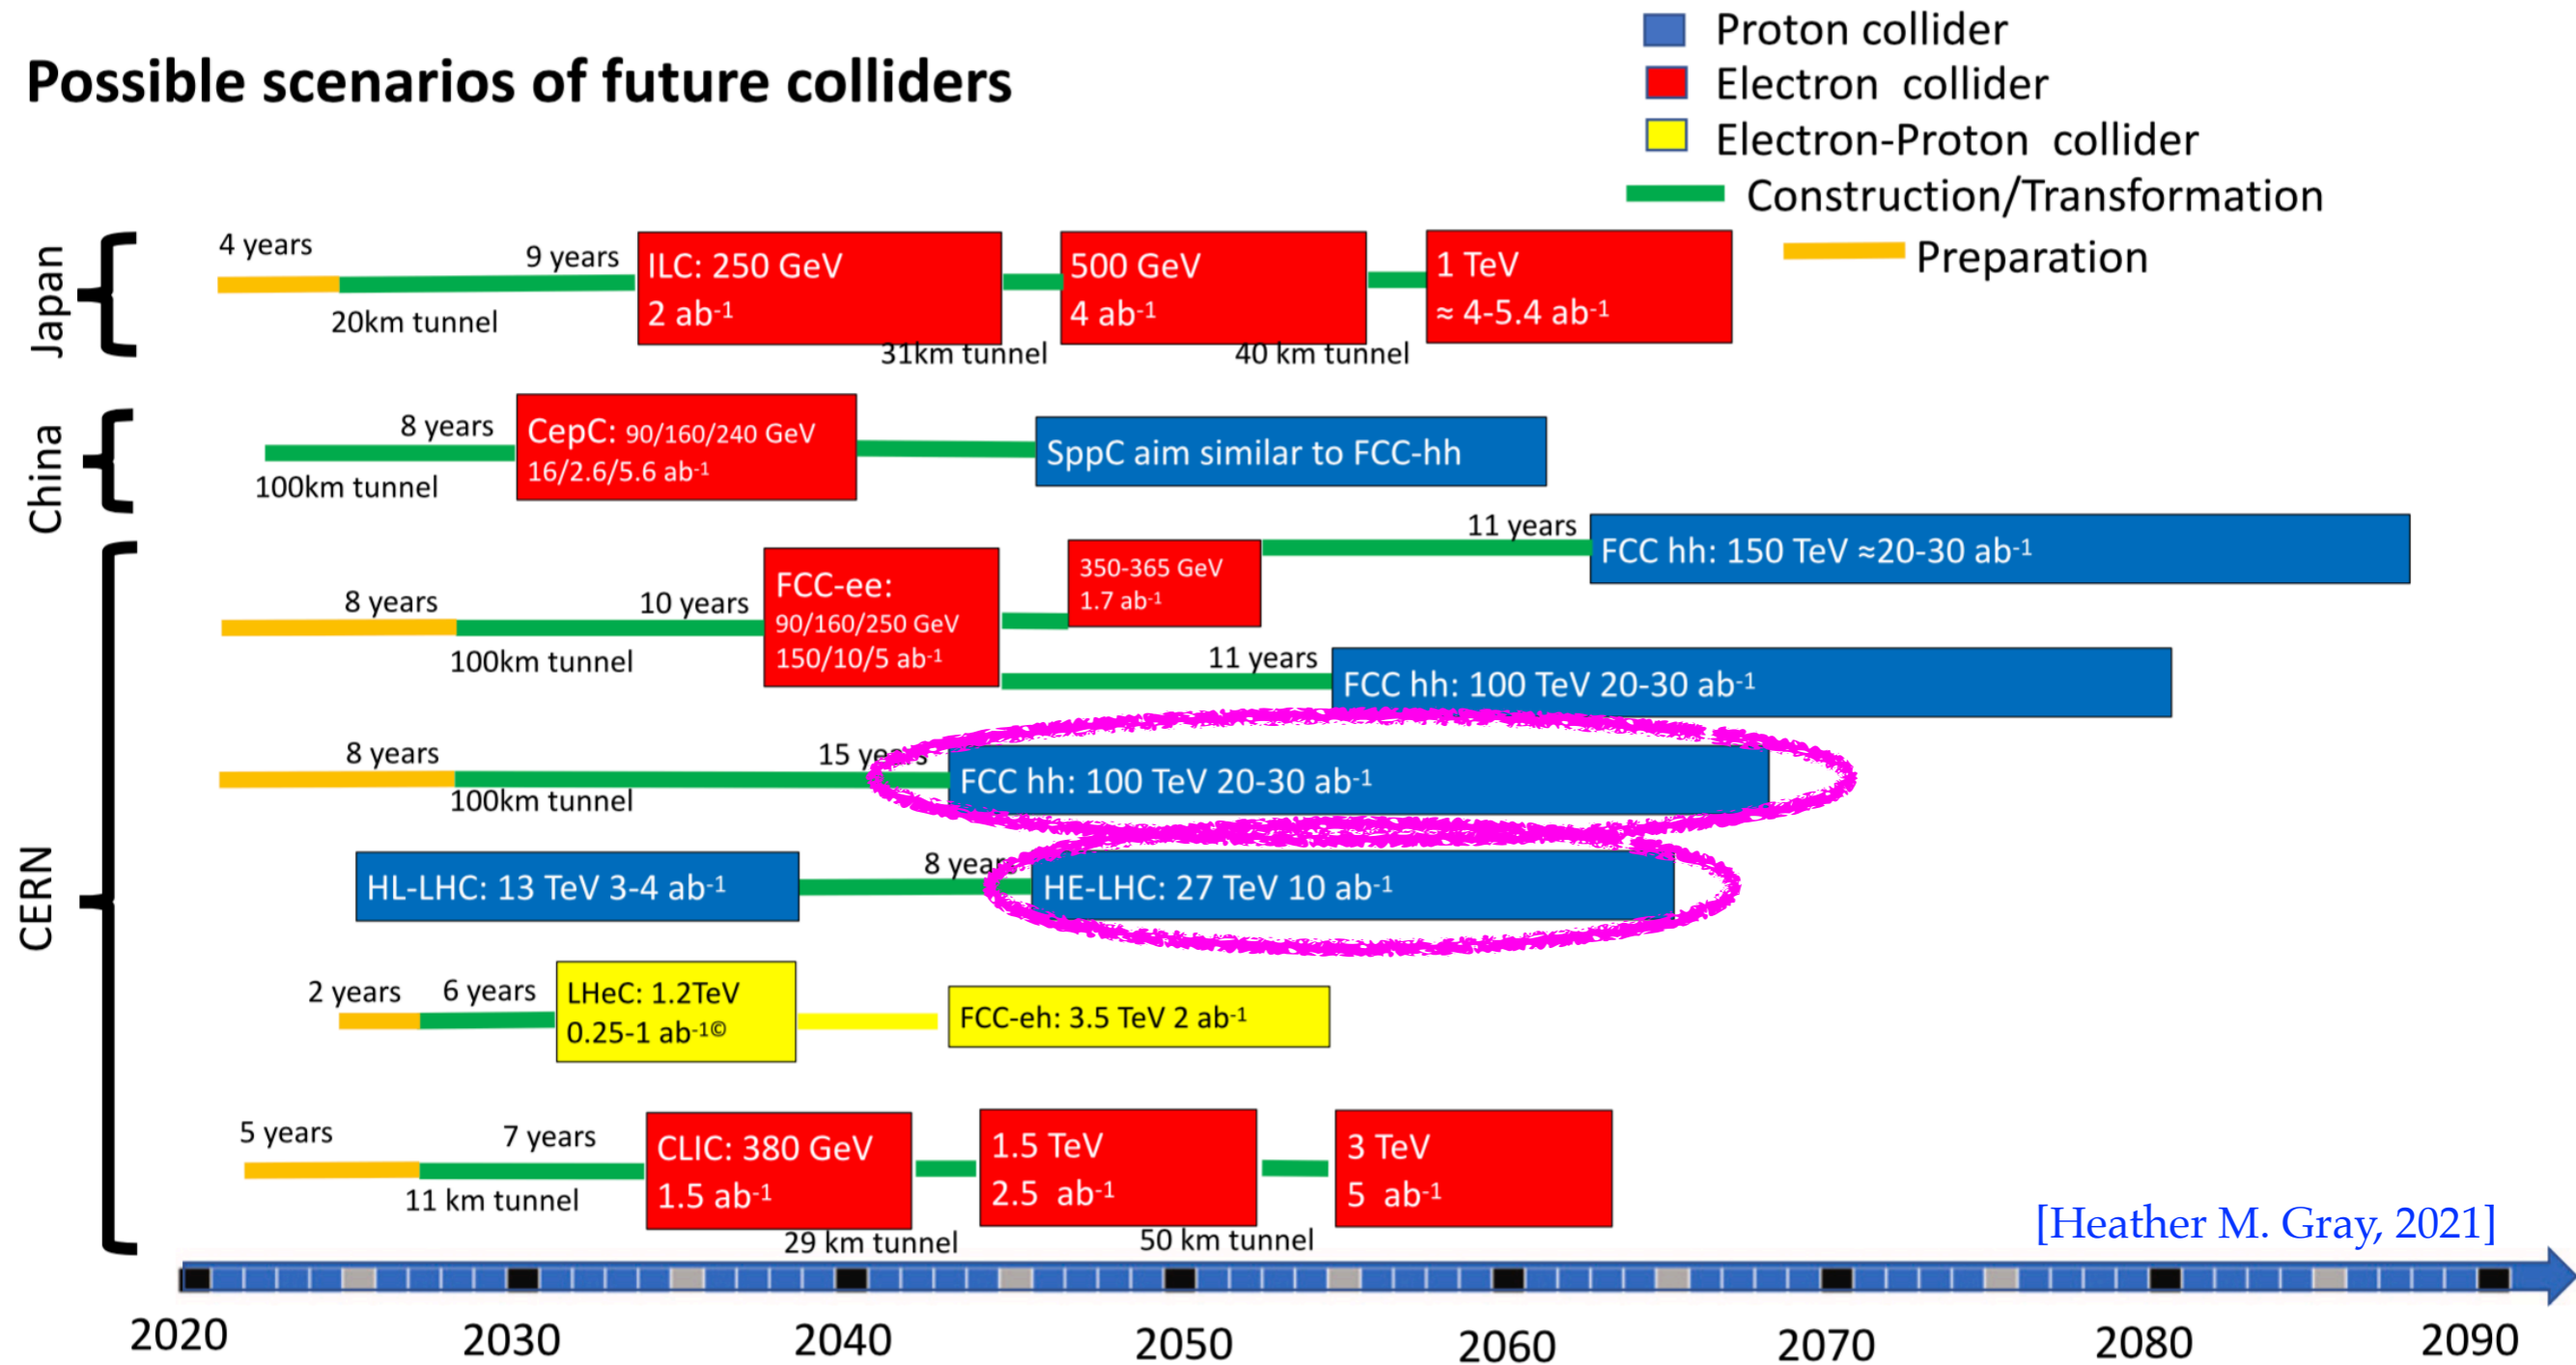 Possible scenarios of future colliders
Proton collider
Electron collider
Electron-Proton collider
Construction/Transformation
Preparation
Japan
4 years
9 years
20km tunnel
ILC: 250 GeV
2 ab-1
31km tunnel
500 GeV
4 ab-1
40 km tunnel
1 TeV
≈ 4-5.4 ab-1
China
8 years
100km tunnel
CepC: 90/160/240 GeV
16/2.6/5.6 ab-1
SppC aim similar to FCC-hh
CERN
8 years
10 years
100km tunnel
FCC-ee:
90/160/250 GeV
150/10/5 ab-1
350-365 GeV
1.7 ab-1
11 years
FCC hh: 150 TeV ≈20-30 ab-1
11 years
FCC hh: 100 TeV 20-30 ab-1
8 years
15 years
100km tunnel
FCC hh: 100 TeV 20-30 ab-1
HL-LHC: 13 TeV 3-4 ab-1
8 years
HE-LHC: 27 TeV 10 ab-1
2 years
6 years
LHeC: 1.2TeV
0.25-1 ab-1©
FCC-eh: 3.5 TeV 2 ab-1
5 years
7 years
11 km tunnel
CLIC: 380 GeV
1.5 ab-1
29 km tunnel
1.5 TeV
2.5 ab-1
50 km tunnel
3 TeV
5 ab-1
[Heather M. Gray, 2021]
2020
2030
2040
2050
2060
2070
2080
2090